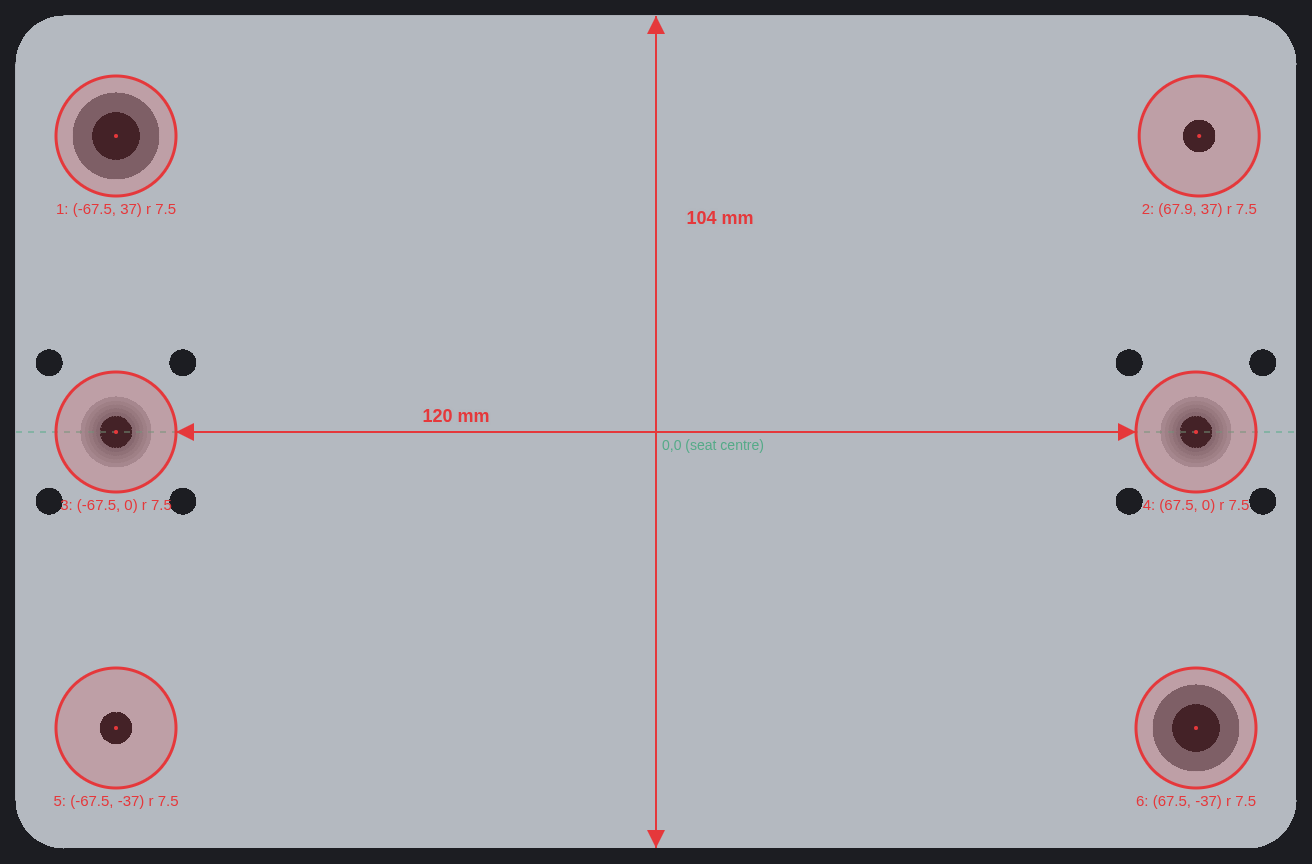 1: (-67.5, 37) r 7.5
2: (67.9, 37) r 7.5
104 mm
120 mm
0,0 (seat centre)
3: (-67.5, 0) r 7.5
4: (67.5, 0) r 7.5
5: (-67.5, -37) r 7.5
6: (67.5, -37) r 7.5